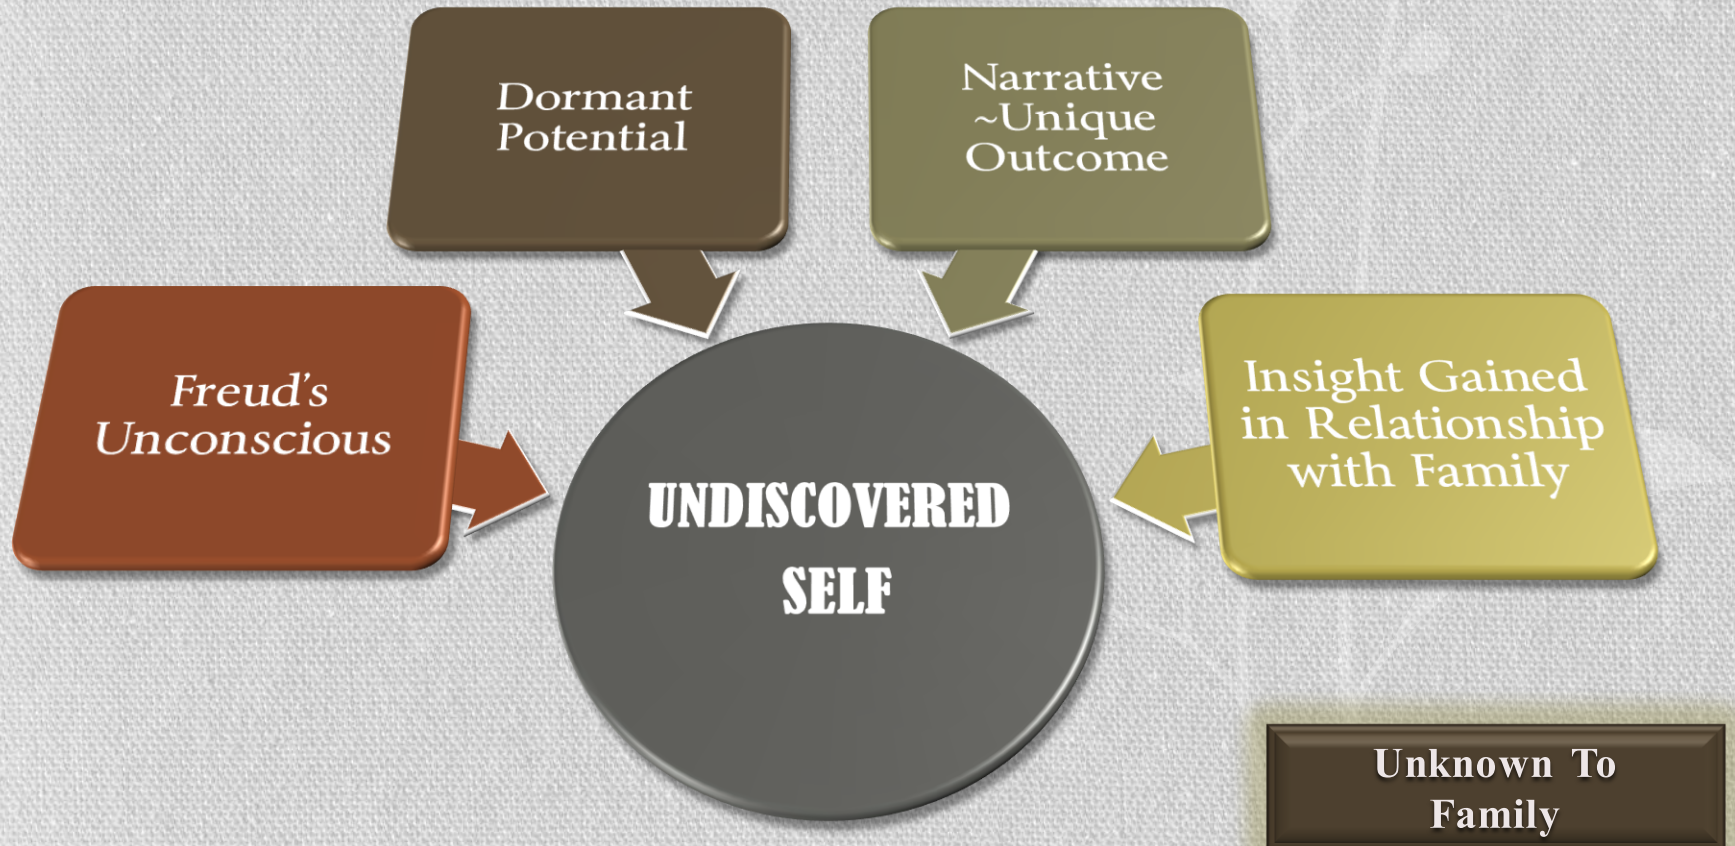 Dormant
Potential
Narrative
~Unique
Outcome
Freud's
Unconscious
Insight Gained
in Relationship
with Family
UNDISCOVERED
SELF
Unknown To
Family